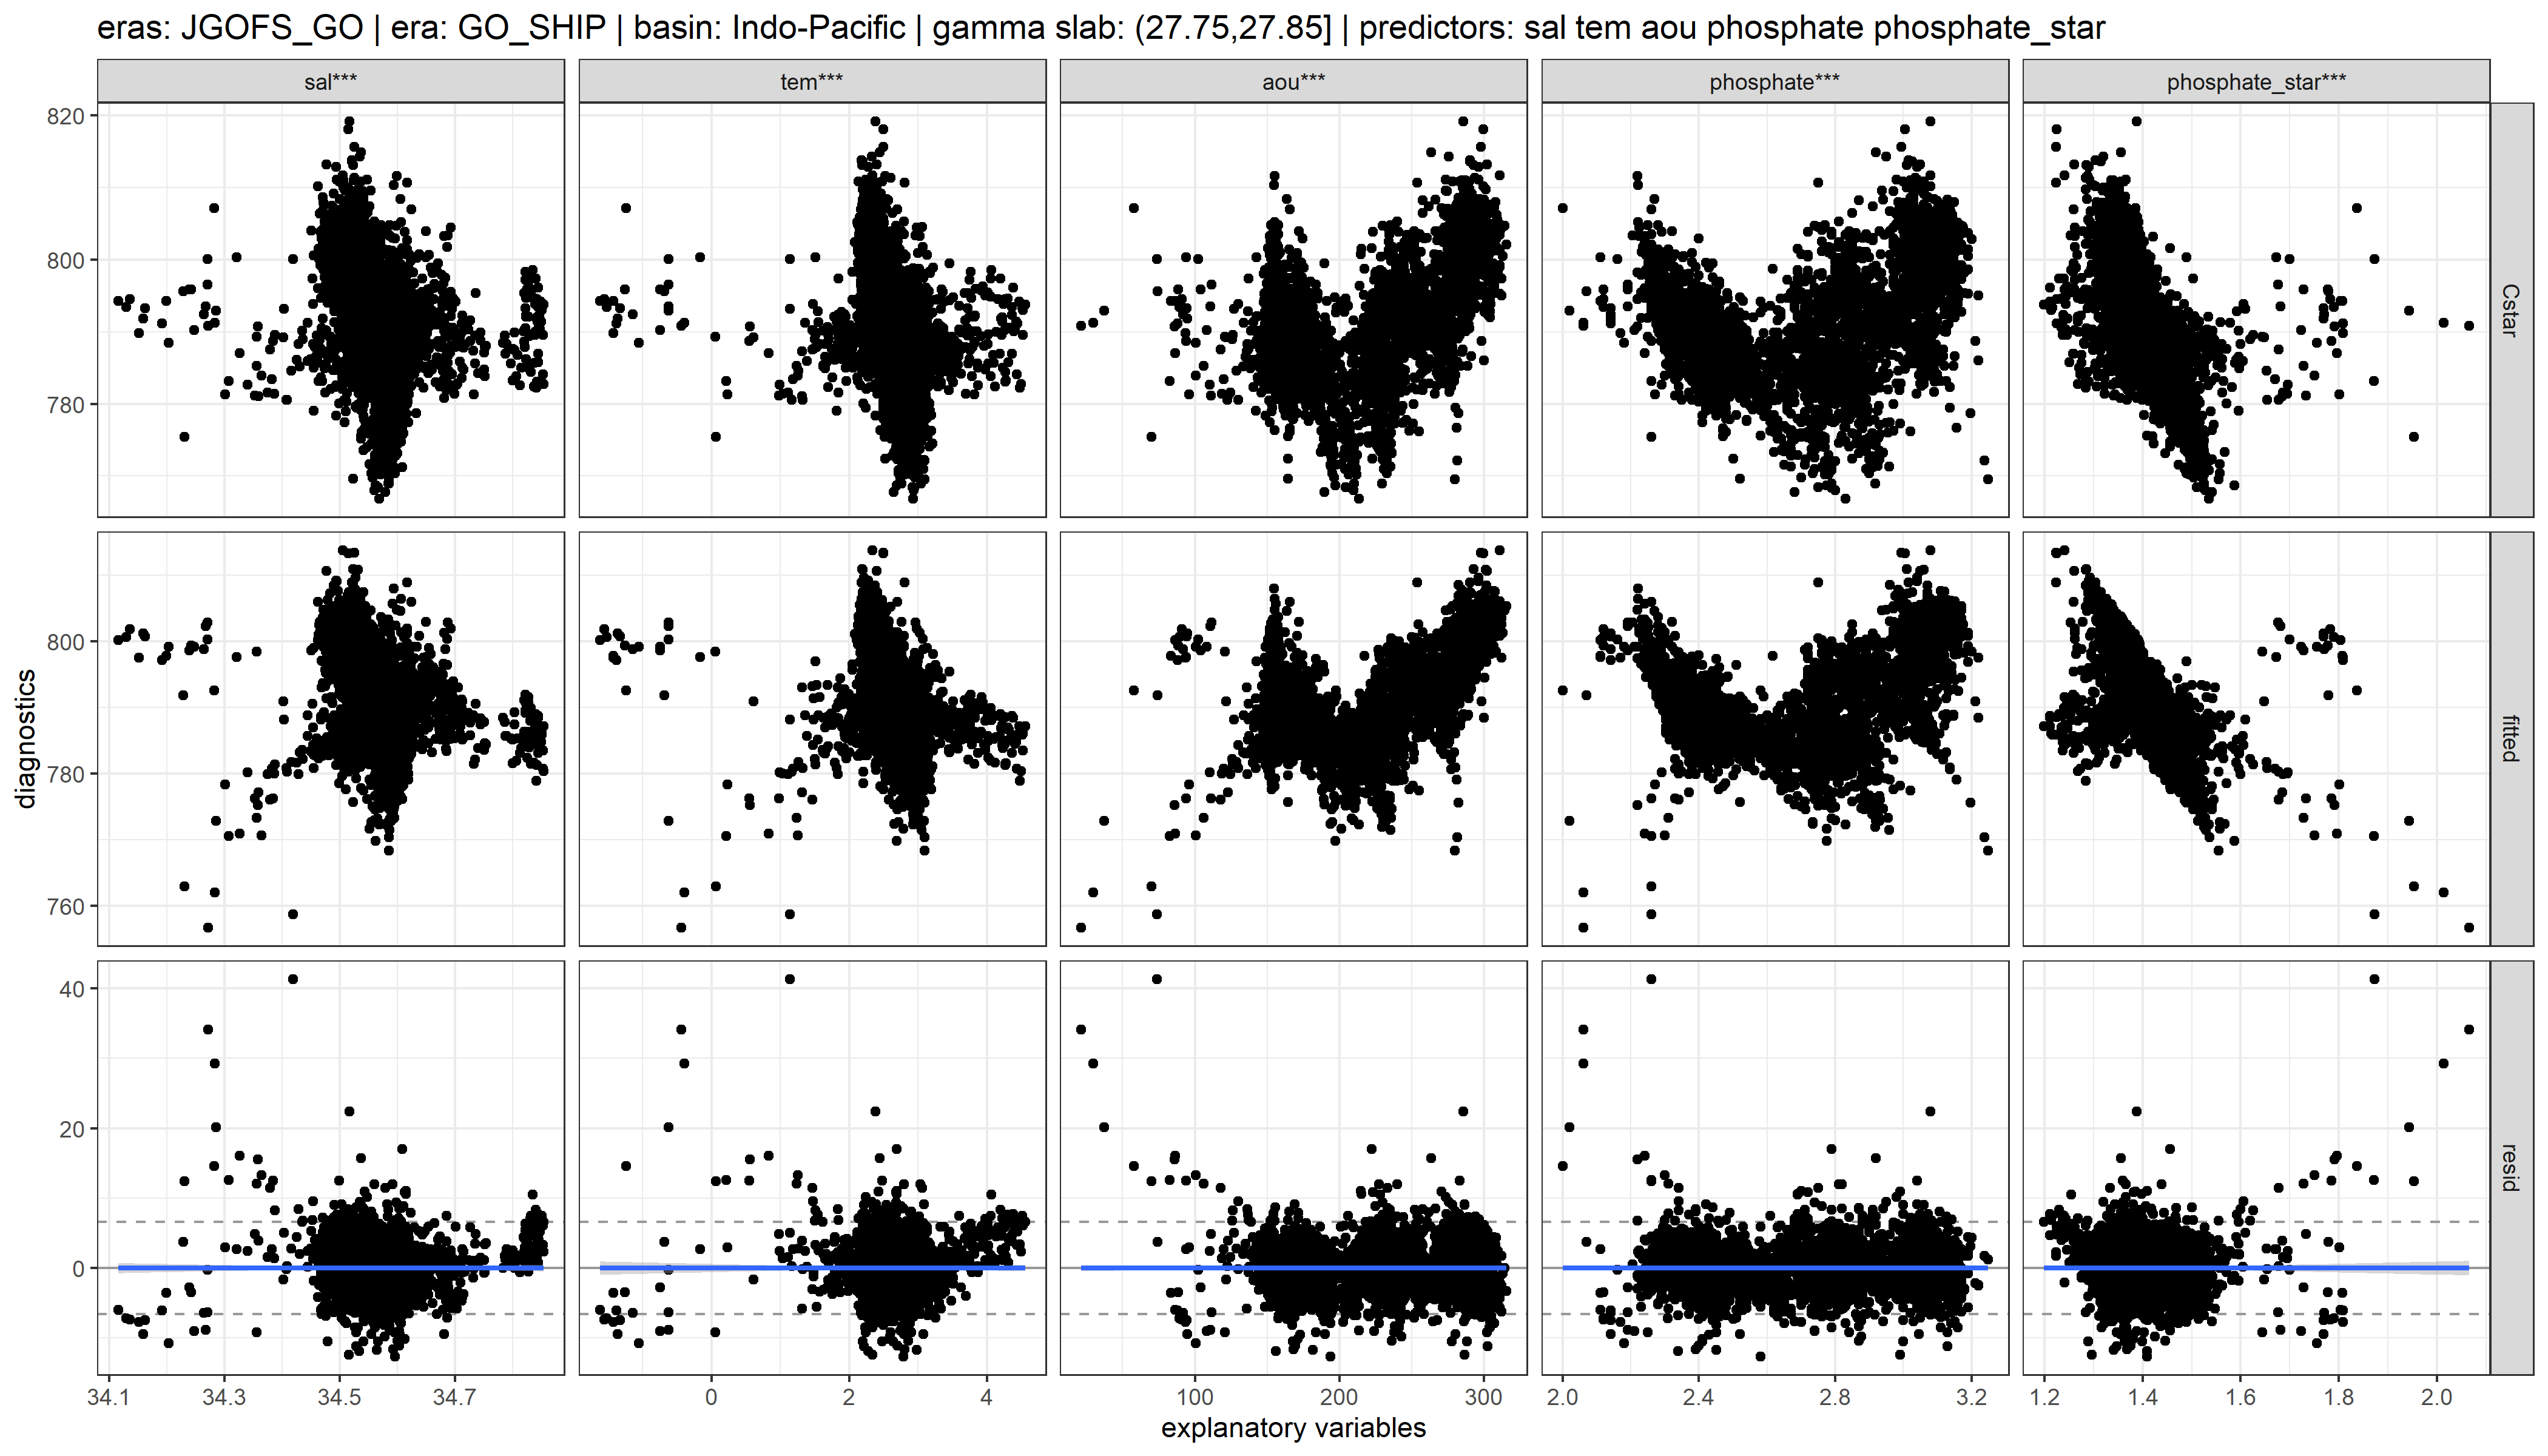 eras: JGOFS_GO | era: GO_SHIP | basin: Indo-Pacific | gamma slab: (27.75,27.85] | predictors: sal tem aou phosphate phosphate_star
sal*** tem*** aou*** phosphate*** phosphate_star***
820
800
780
Cstar
800
780
760
fitted
diagnostics
40
20
0
resid
34.1 34.3 34.5 34.7 0 2 4 100 200 300 2.0 2.4 2.8 3.2 1.2 1.4 1.6 1.8 2.0
explanatory variables